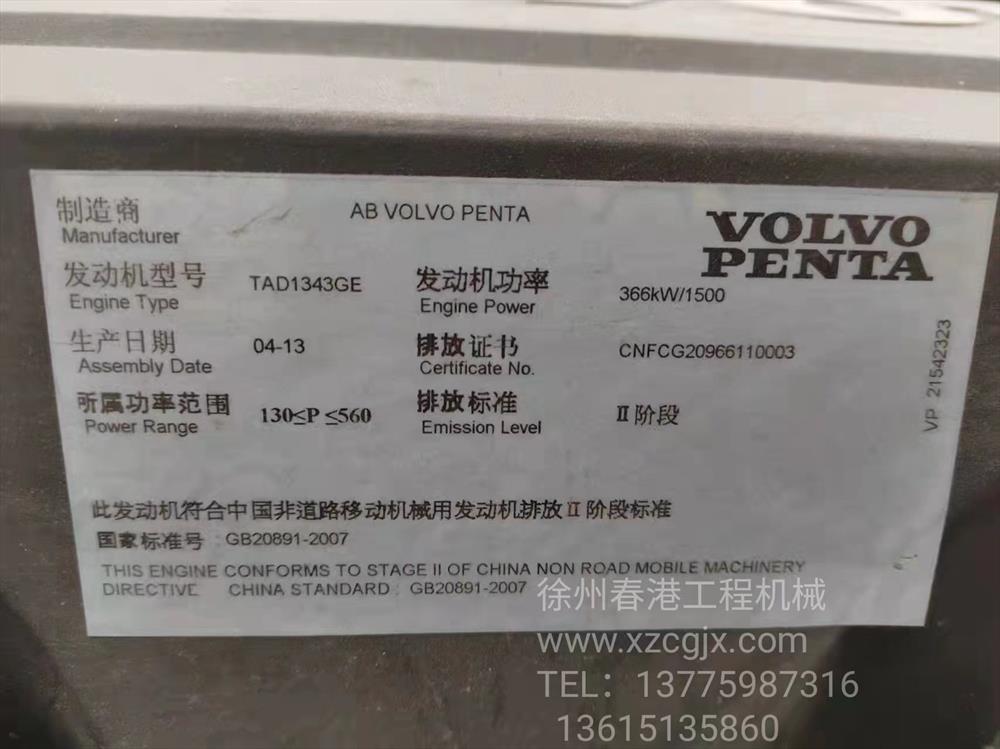 制造商 AB VOLVO PENTA VOLVO
Manufacturer PENTA
发动机型号 TAD1343GE 发动机功率 366kW/1500
Engine Type Engine Power
生产日期 04-13 排放证书 CNFCG20966110003
Assembly Date Certificate No.
所属功率范围 130≤P ≤560 排放标准 II阶段
Power Range Emission Level
VP 21542323
此发动机符合中国非道路移动机械用发动机排放II阶段标准
国家标准号 : GB20891-2007
THIS ENGINE CONFORMS TO STAGE II OF CHINA NON ROAD MOBILE MACHINERY
DIRECTIVE CHINA STANDARD : GB20891-2007
徐州春港工程机械
www.xzcgjx.com
TEL：13775987316
13615135860